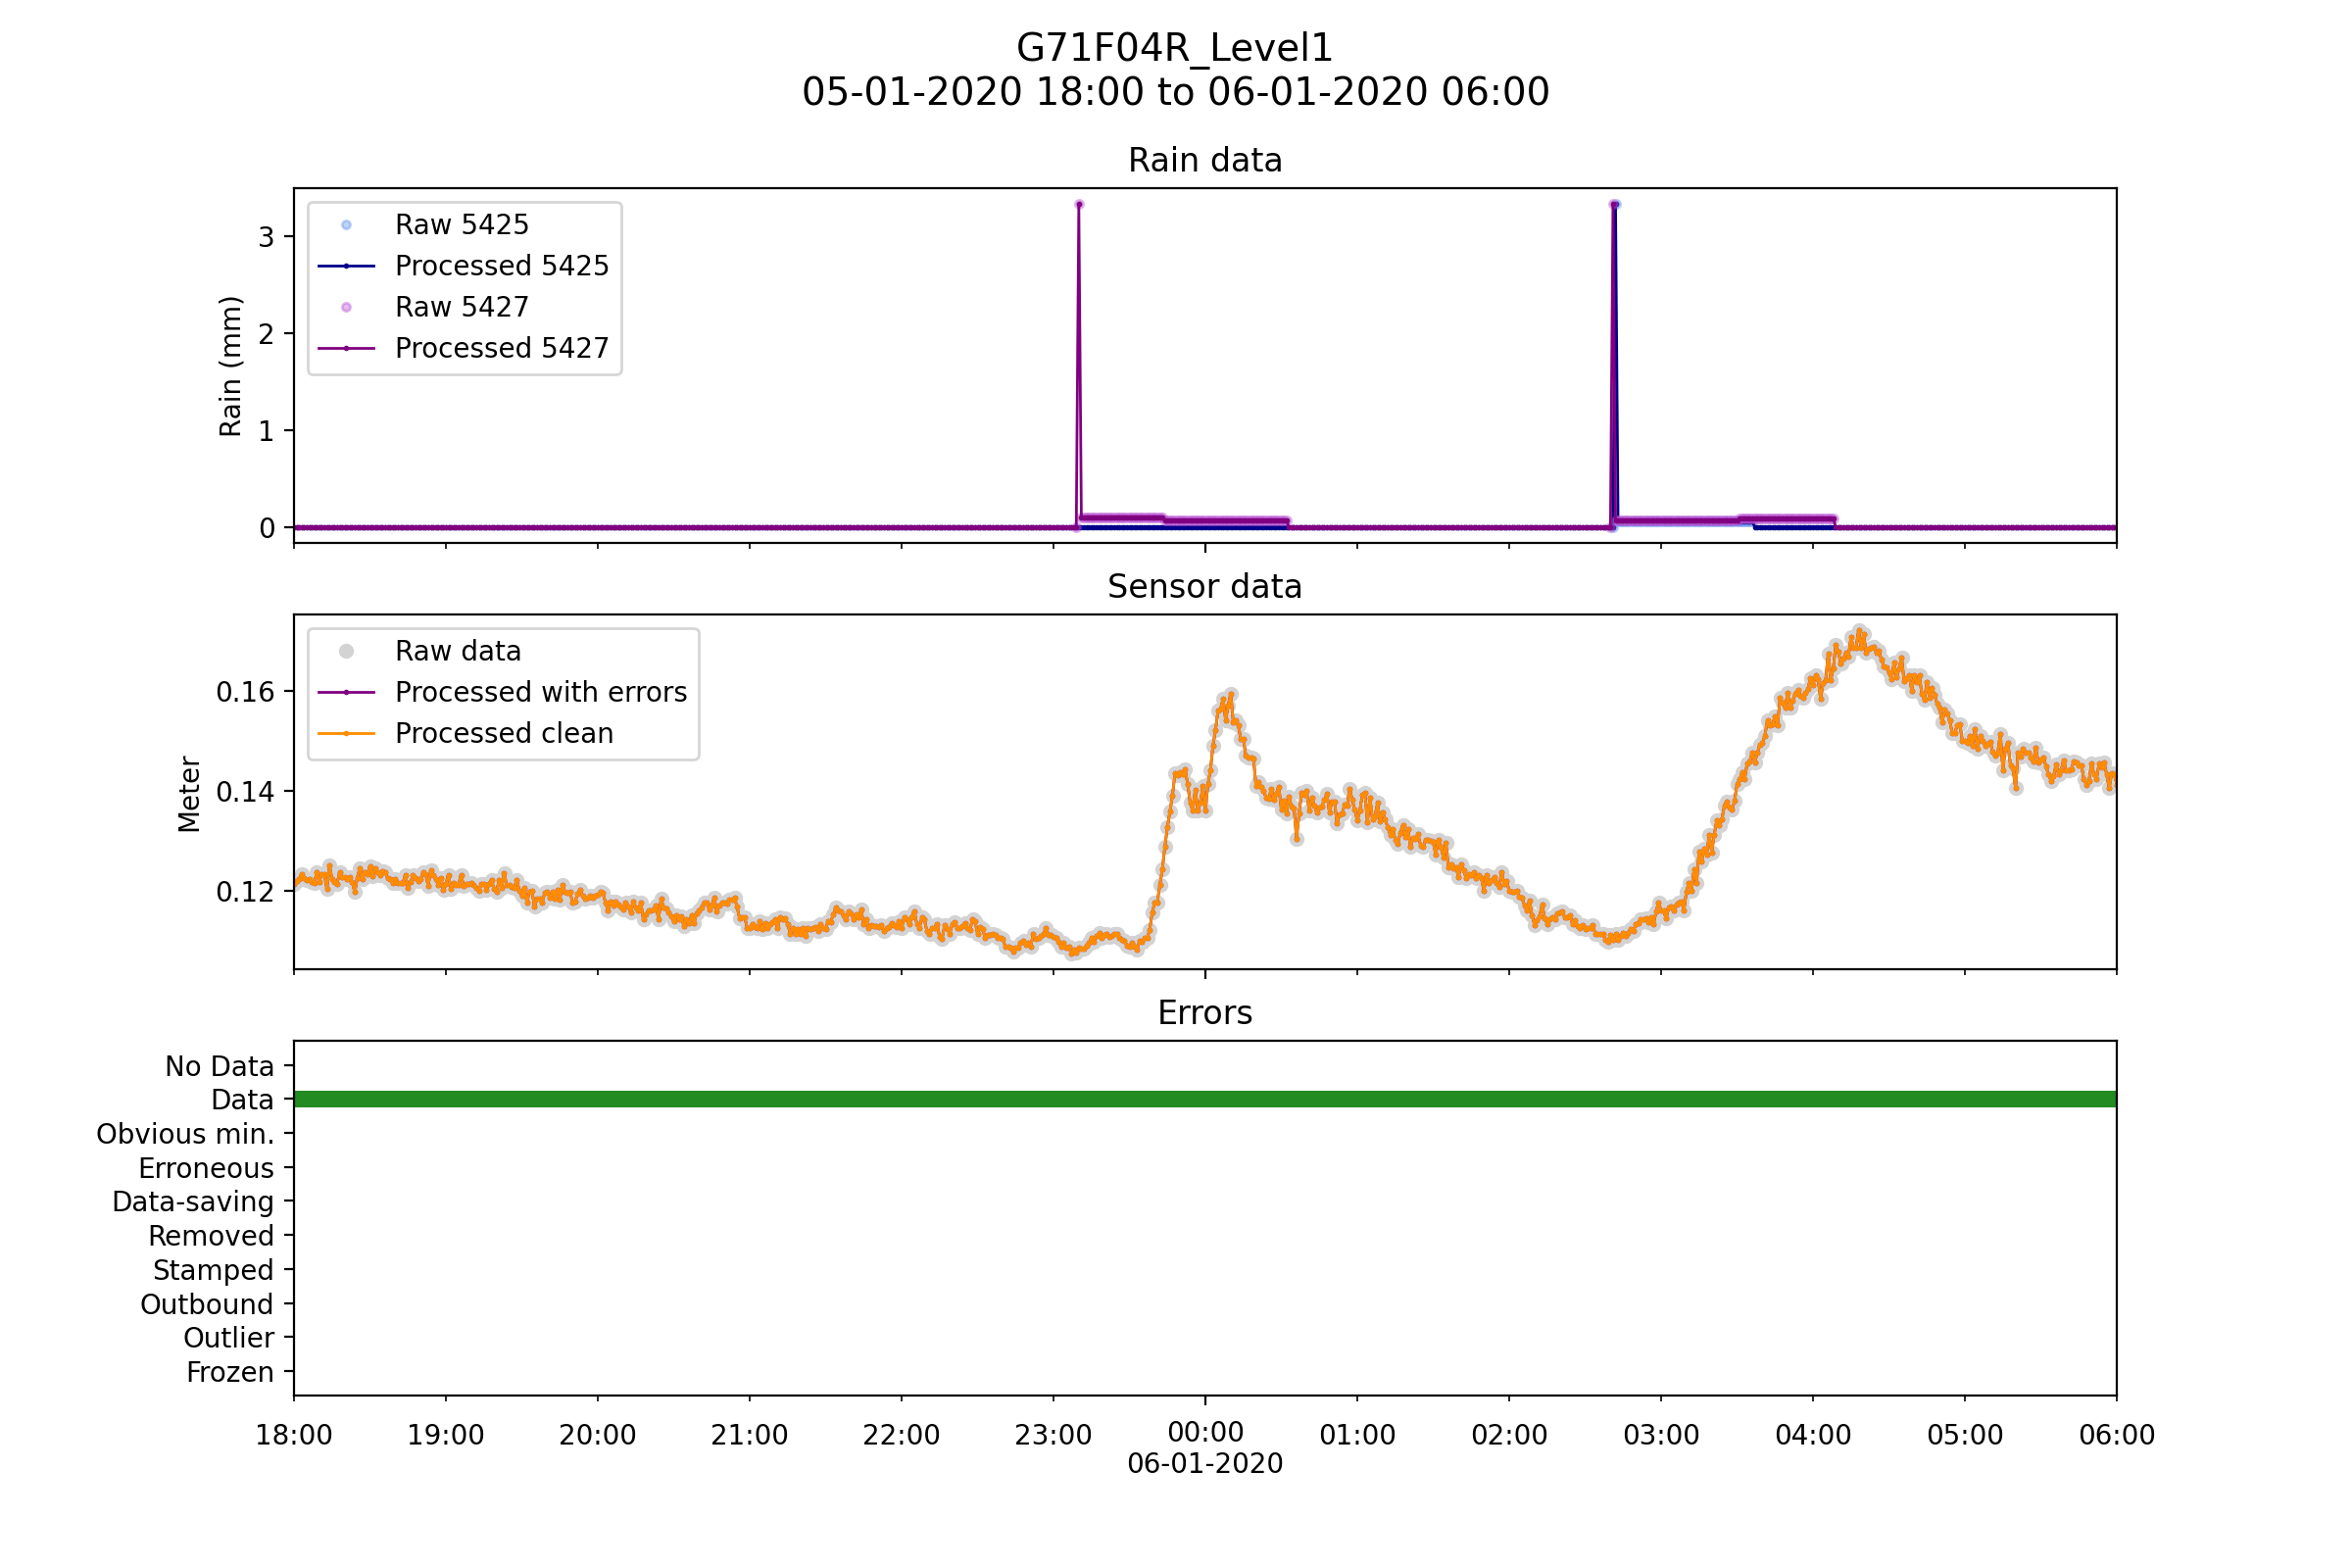 G71F04R_Level1
05-01-2020 18:00 to 06-01-2020 06:00
Rain data
Rain (mm)
3
2
1
0
Raw 5425
Processed 5425
Raw 5427
Processed 5427
Sensor data
Meter
0.16
0.14
0.12
Raw data
Processed with errors
Processed clean
Errors
No Data
Data
Obvious min.
Erroneous
Data-saving
Removed
Stamped
Outbound
Outlier
Frozen
18:00 19:00 20:00 21:00 22:00 23:00 00:00 01:00 02:00 03:00 04:00 05:00 06:00
06-01-2020